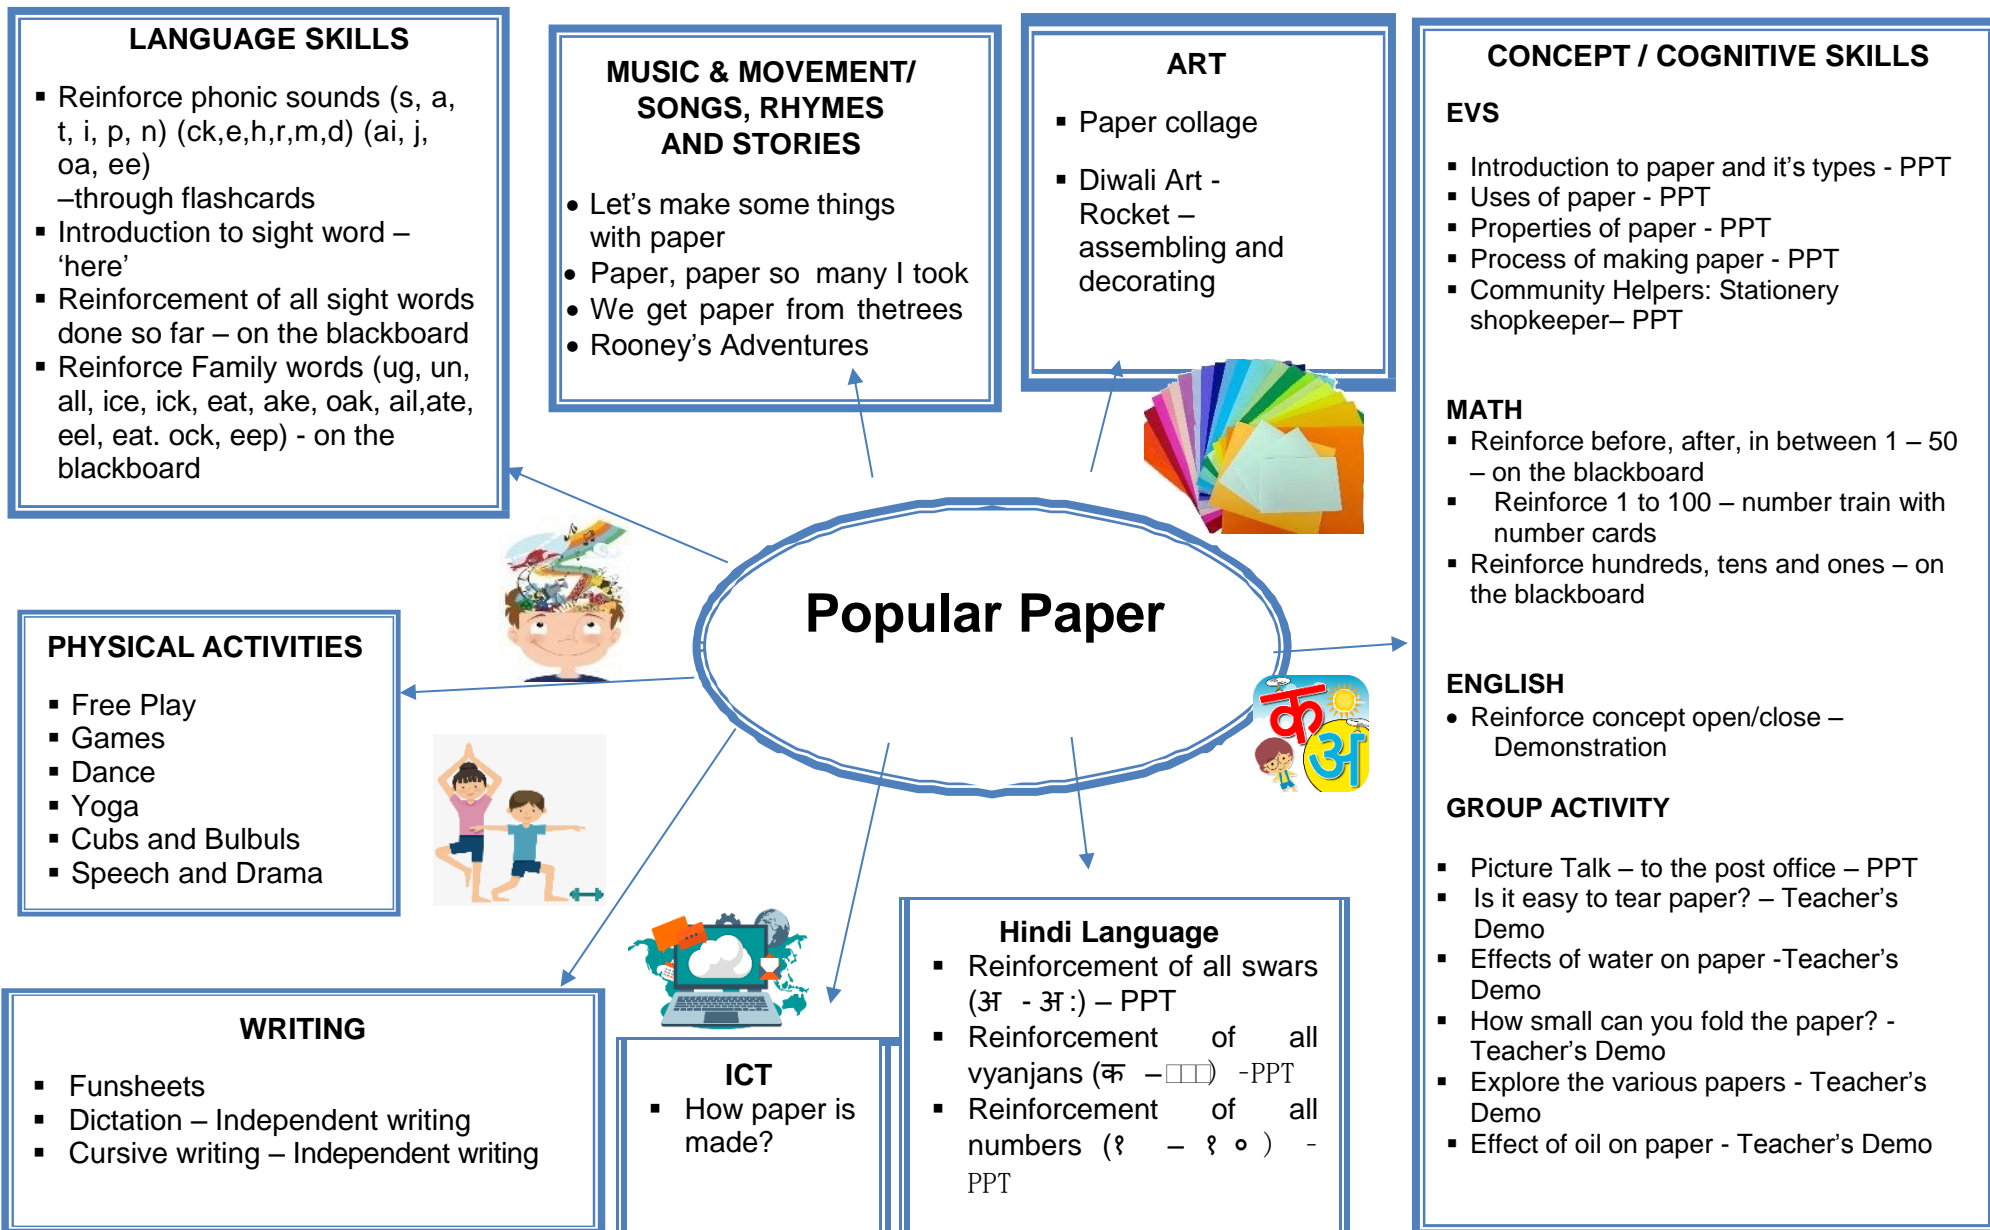 LANGUAGE SKILLS
▪ Reinforce phonic sounds (s, a,
t, i, p, n) (ck,e,h,r,m,d) (ai, j,
oa, ee)
–through flashcards
▪ Introduction to sight word –
‘here’
▪ Reinforcement of all sight words
done so far – on the blackboard
▪ Reinforce Family words (ug, un,
all, ice, ick, eat, ake, oak, ail,ate,
eel, eat. ock, eep) - on the
blackboard
MUSIC & MOVEMENT/
SONGS, RHYMES
AND STORIES
• Let’s make some things
with paper
• Paper, paper so many I took
• We get paper from thetrees
• Rooney’s Adventures
ART
▪ Paper collage
▪ Diwali Art -
Rocket –
assembling and
decorating
CONCEPT / COGNITIVE SKILLS
EVS
▪ Introduction to paper and it’s types - PPT
▪ Uses of paper - PPT
▪ Properties of paper - PPT
▪ Process of making paper - PPT
▪ Community Helpers: Stationery
shopkeeper– PPT
MATH
▪ Reinforce before, after, in between 1 – 50
– on the blackboard
▪ Reinforce 1 to 100 – number train with
number cards
▪ Reinforce hundreds, tens and ones – on
the blackboard
ENGLISH
• Reinforce concept open/close –
Demonstration
GROUP ACTIVITY
▪ Picture Talk – to the post office – PPT
▪ Is it easy to tear paper? – Teacher’s
Demo
▪ Effects of water on paper -Teacher’s
Demo
▪ How small can you fold the paper? -
Teacher’s Demo
▪ Explore the various papers - Teacher’s
Demo
▪ Effect of oil on paper - Teacher’s Demo
Popular Paper
क
अ
PHYSICAL ACTIVITIES
▪ Free Play
▪ Games
▪ Dance
▪ Yoga
▪ Cubs and Bulbuls
▪ Speech and Drama
WRITING
▪ Funsheets
▪ Dictation – Independent writing
▪ Cursive writing – Independent writing
ICT
▪ How paper is
made?
Hindi Language
▪ Reinforcement of all swars
(अ - अ :) – PPT
▪ Reinforcement of all
vyanjans (क –□□□) -PPT
▪ Reinforcement of all
numbers (१ – १ ० ) -
PPT